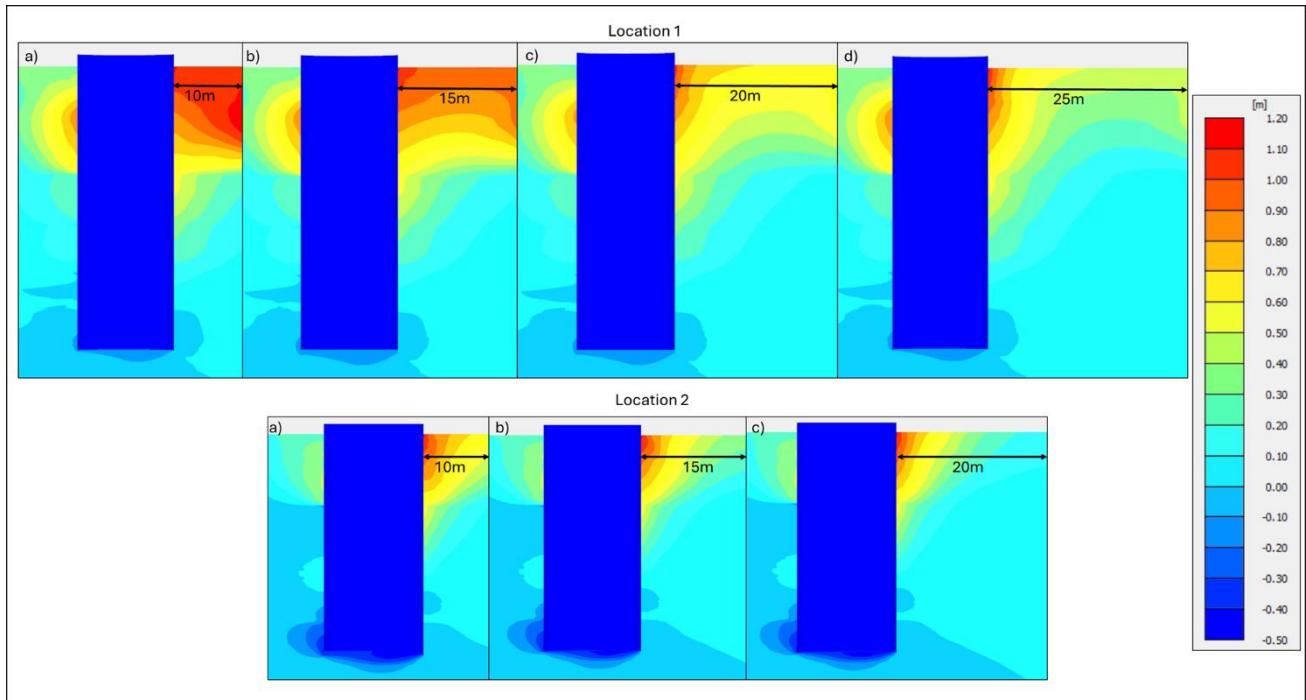 Location 1
a)
b)
c)
d)
10m
15m
20m
25m
Location 2
a)
b)
c)
10m
15m
20m
[m]
1.20
1.10
1.00
0.90
0.80
0.70
0.60
0.50
0.40
0.30
0.20
0.10
0.00
-0.10
-0.20
-0.30
-0.40
-0.50